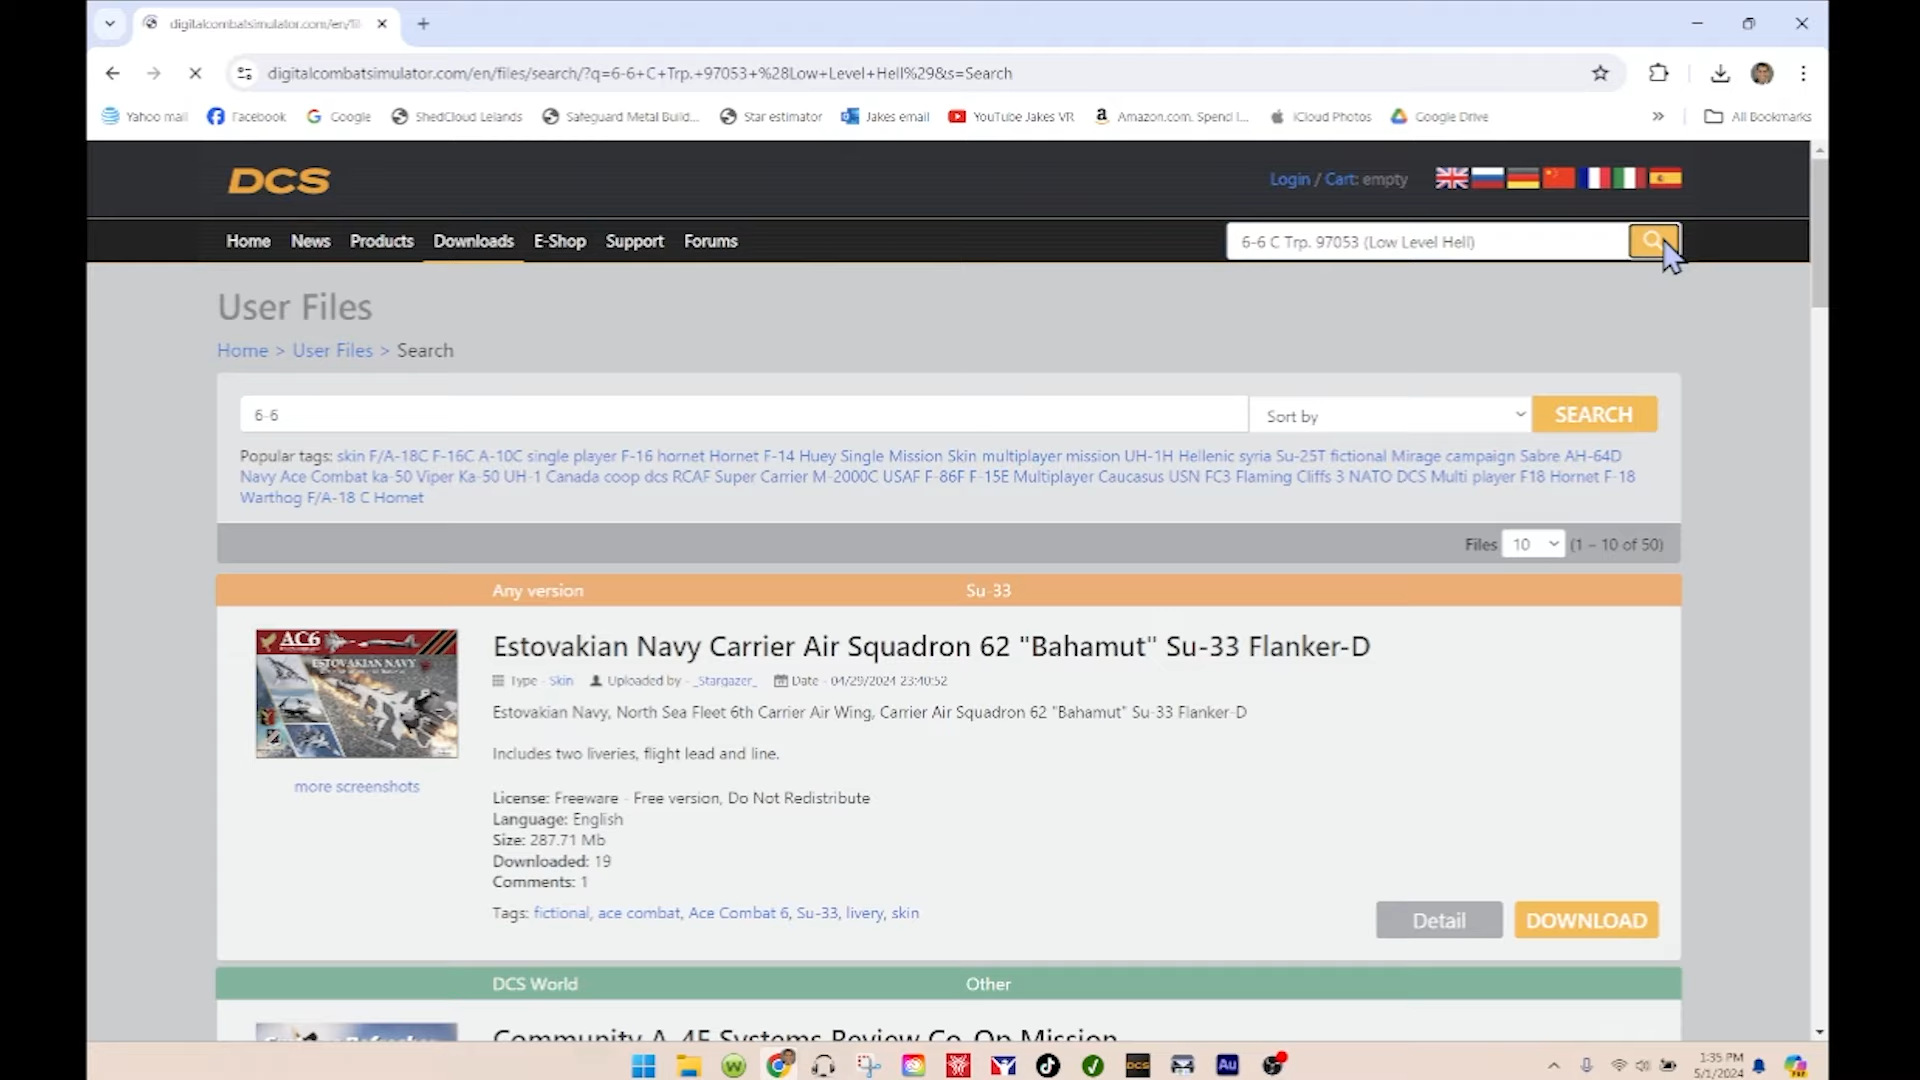 digitalcombatsimulator.com/en/fil
digitalcombatsimulator.com/en/files/search/?q=6-6+C+Trp.+97053+%28Low+Level+Hell%29&s=Search
Yahoo mail
Facebook
Google
ShedCloud Lelands
Safeguard Metal Build...
Star estimator
Jakes email
YouTube Jakes VR
Amazon.com. Spend l...
iCloud Photos
Google Drive
»
All Bookmarks
DCS
Login / Cart: empty
Home News Products Downloads E-Shop Support Forums
6-6 C Trp. 97053 (Low Level Hell)
User Files
Home > User Files > Search
6-6
Sort by
SEARCH
Popular tags: skin F/A-18C F-16C A-10C single player F-16 hornet Hornet F-14 Huey Single Mission Skin multiplayer mission UH-1H Hellenic syria Su-25T fictional Mirage campaign Sabre AH-64D
Navy Ace Combat ka-50 Viper Ka-50 UH-1 Canada coop dcs RCAF Super Carrier M-2000C USAF F-86F F-15E Multiplayer Caucasus USN FC3 Flaming Cliffs 3 NATO DCS Multi player F18 Hornet F-18
Warthog F/A-18 C Hornet
Files 10 (1 – 10 of 50)
Any version Su-33
AC6
ESTOVAKIAN NAVY
Estovakian Navy Carrier Air Squadron 62 "Bahamut" Su-33 Flanker-D
Type - Skin Uploaded by - _Stargazer_ Date - 04/29/2024 23:40:52
Estovakian Navy, North Sea Fleet 6th Carrier Air Wing, Carrier Air Squadron 62 "Bahamut" Su-33 Flanker-D
Includes two liveries, flight lead and line.
more screenshots
License: Freeware - Free version, Do Not Redistribute
Language: English
Size: 287.71 Mb
Downloaded: 19
Comments: 1
Tags: fictional, ace combat, Ace Combat 6, Su-33, livery, skin
Detail
DOWNLOAD
DCS World Other
Community A-4E Systems Review Co-Op Mission
DCS
Au
1:35 PM
5/1/2024